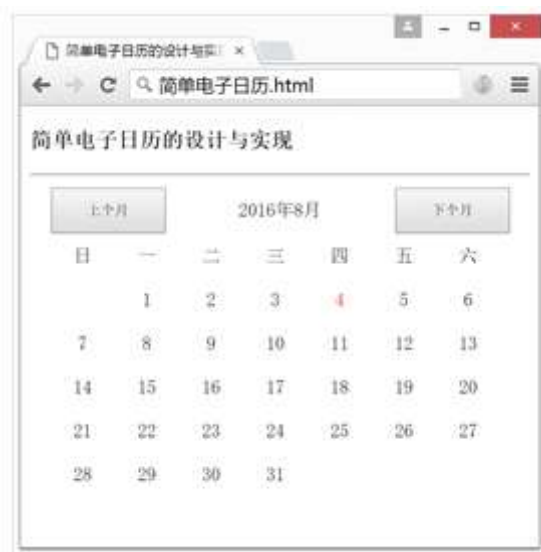 简单电子日历的设计与实 ×
简单电子日历.html
简单电子日历的设计与实现
上个月 2016年8月 下个月
日 一 二 三 四 五 六
1 2 3 4 5 6
7 8 9 10 11 12 13
14 15 16 17 18 19 20
21 22 23 24 25 26 27
28 29 30 31